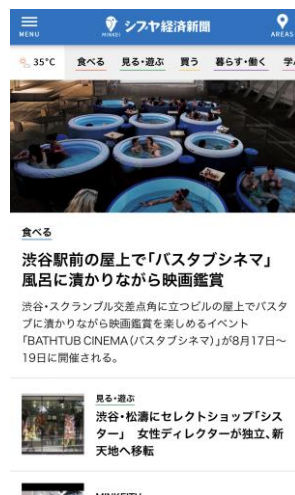 MENU
MINKEI
シブヤ経済新聞
AREAS
35°C
食べる
見る・遊ぶ
買う
暮らす・働く
学
食べる
渋谷駅前の屋上で「バスタブシネマ」
風呂に漬かりながら映画鑑賞
渋谷・スクランブル交差点角に立つビルの屋上でバスタ
ブに漬かりながら映画鑑賞を楽しめるイベント
「BATHTUB CINEMA(バスタブシネマ)」が8月17日〜
19日に開催される。
見る・遊ぶ
渋谷・松濤にセレクトショップ「シス
ター」 女性ディレクターが独立、新
天地へ移転